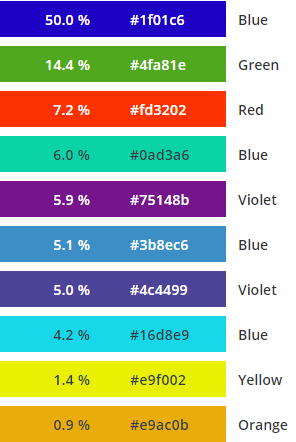 50.0 % #1f01c6 Blue
14.4 % #4fa81e Green
7.2 % #fd3202 Red
6.0 % #0ad3a6 Blue
5.9 % #75148b Violet
5.1 % #3b8ec6 Blue
5.0 % #4c4499 Violet
4.2 % #16d8e9 Blue
1.4 % #e9f002 Yellow
0.9 % #e9ac0b Orange